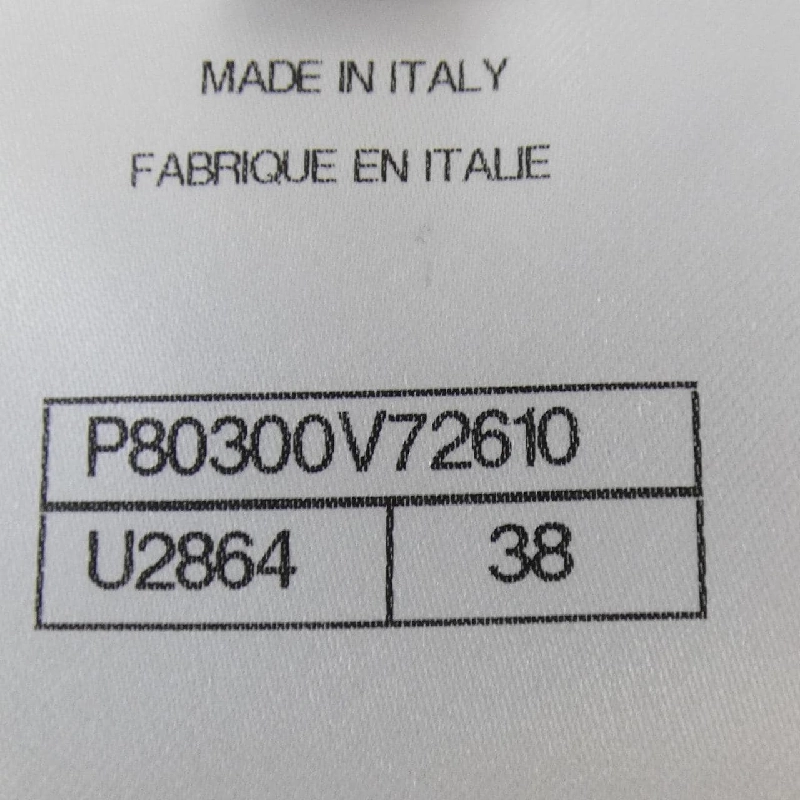 MADE IN ITALY
FABRIQUE EN ITALIE
P80300V72610
U2864 38